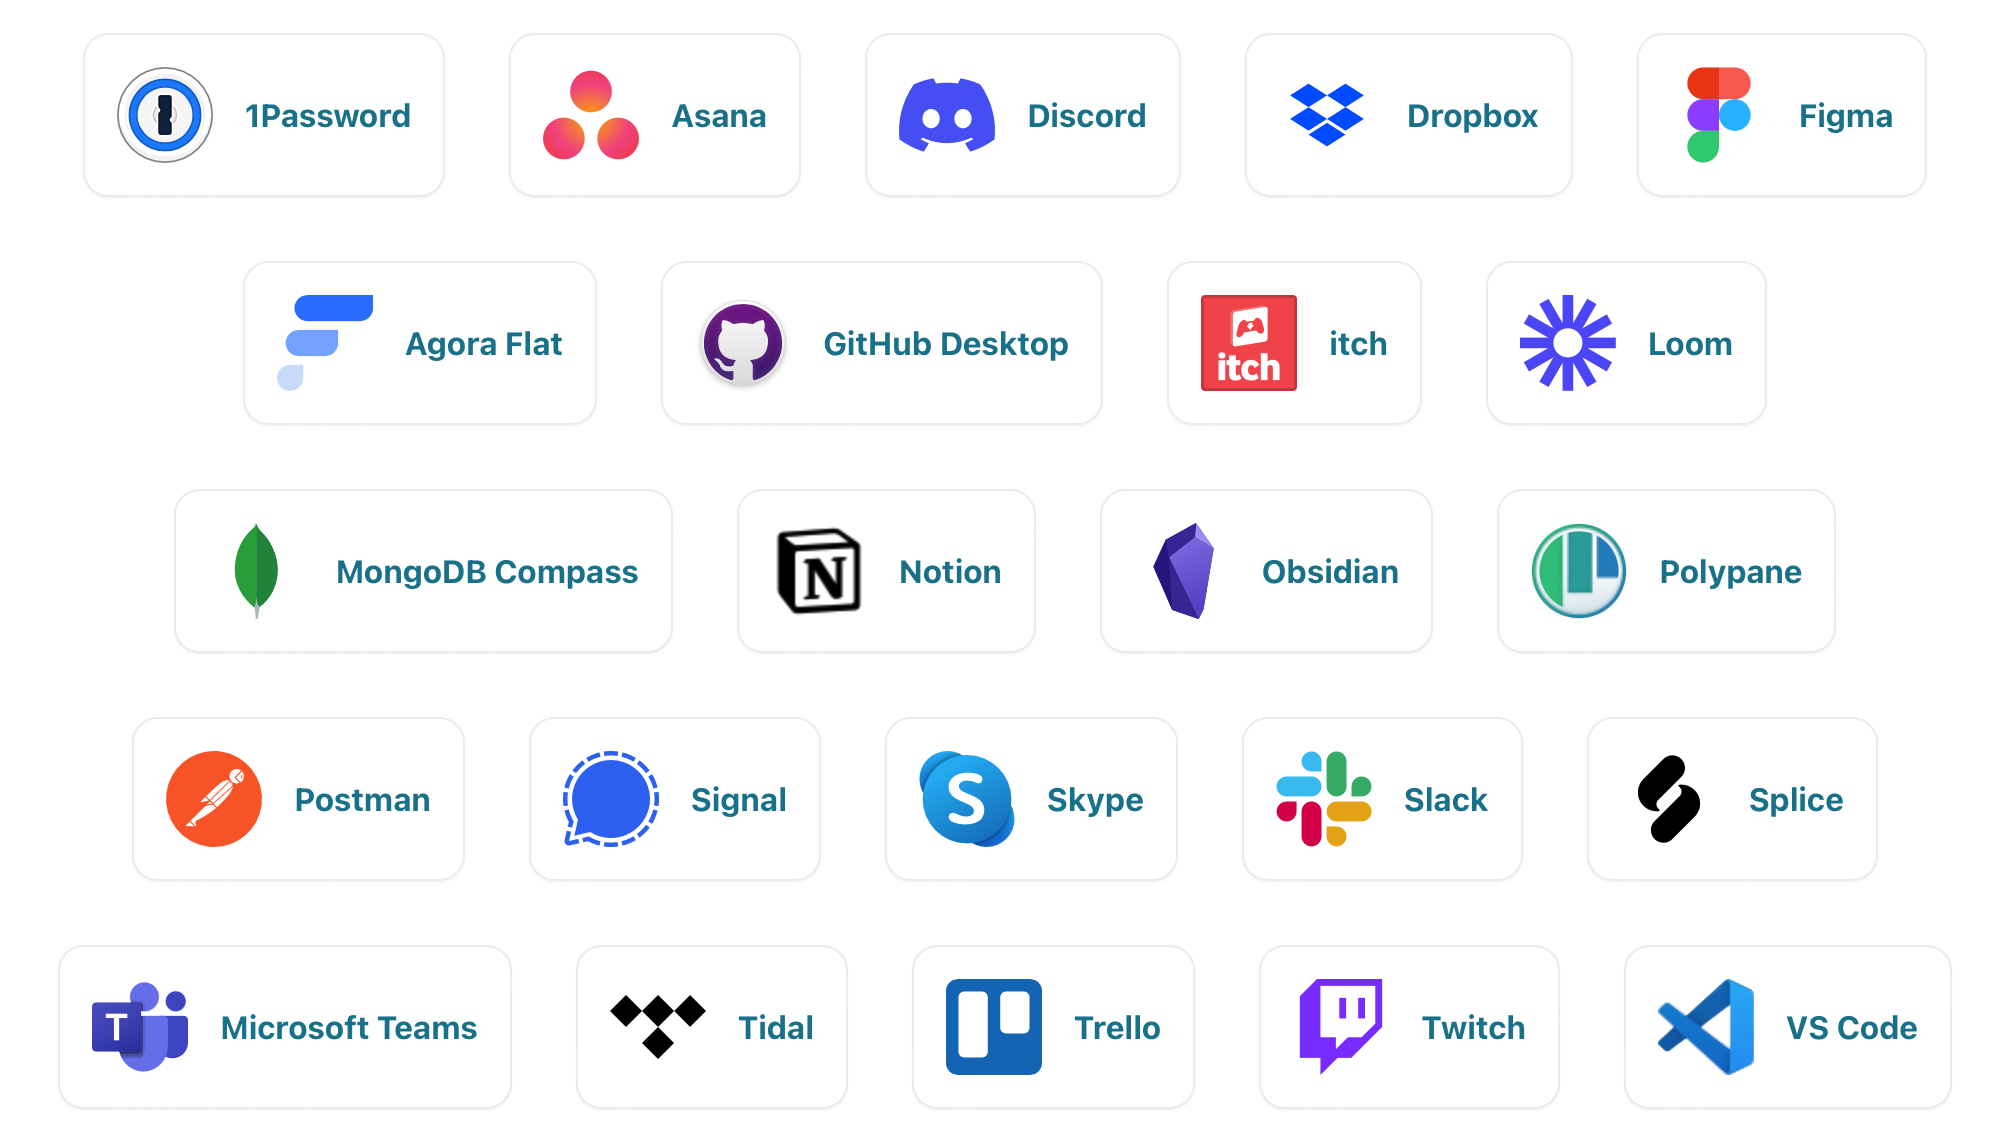 1Password
Asana
Discord
Dropbox
Figma
Agora Flat
GitHub Desktop
itch
itch
Loom
MongoDB Compass
N
Notion
Obsidian
Polypane
Postman
Signal
S
Skype
Slack
Splice
T
Microsoft Teams
Tidal
Trello
Twitch
VS Code